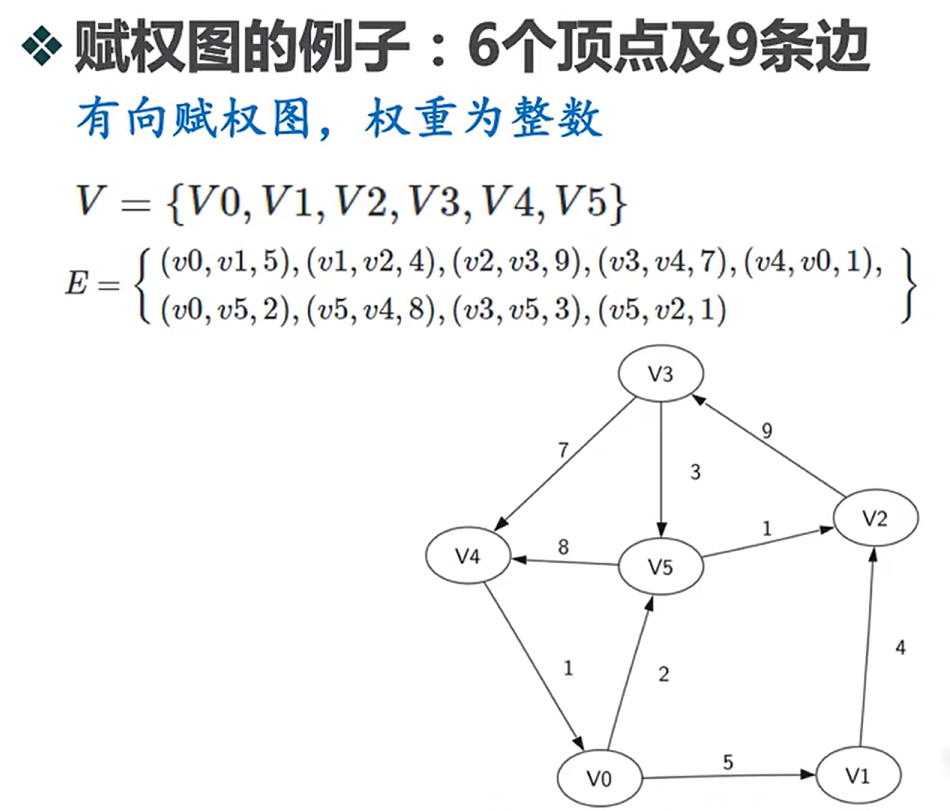 ❖ 赋权图的例子：6个顶点及9条边
有向赋权图，权重为整数
V = {V0, V1, V2, V3, V4, V5}
E = { (v0, v1, 5), (v1, v2, 4), (v2, v3, 9), (v3, v4, 7), (v4, v0, 1),
(v0, v5, 2), (v5, v4, 8), (v3, v5, 3), (v5, v2, 1) }
V3
9
7
3
V2
1
8
V4
V5
4
1
2
5
V0
V1